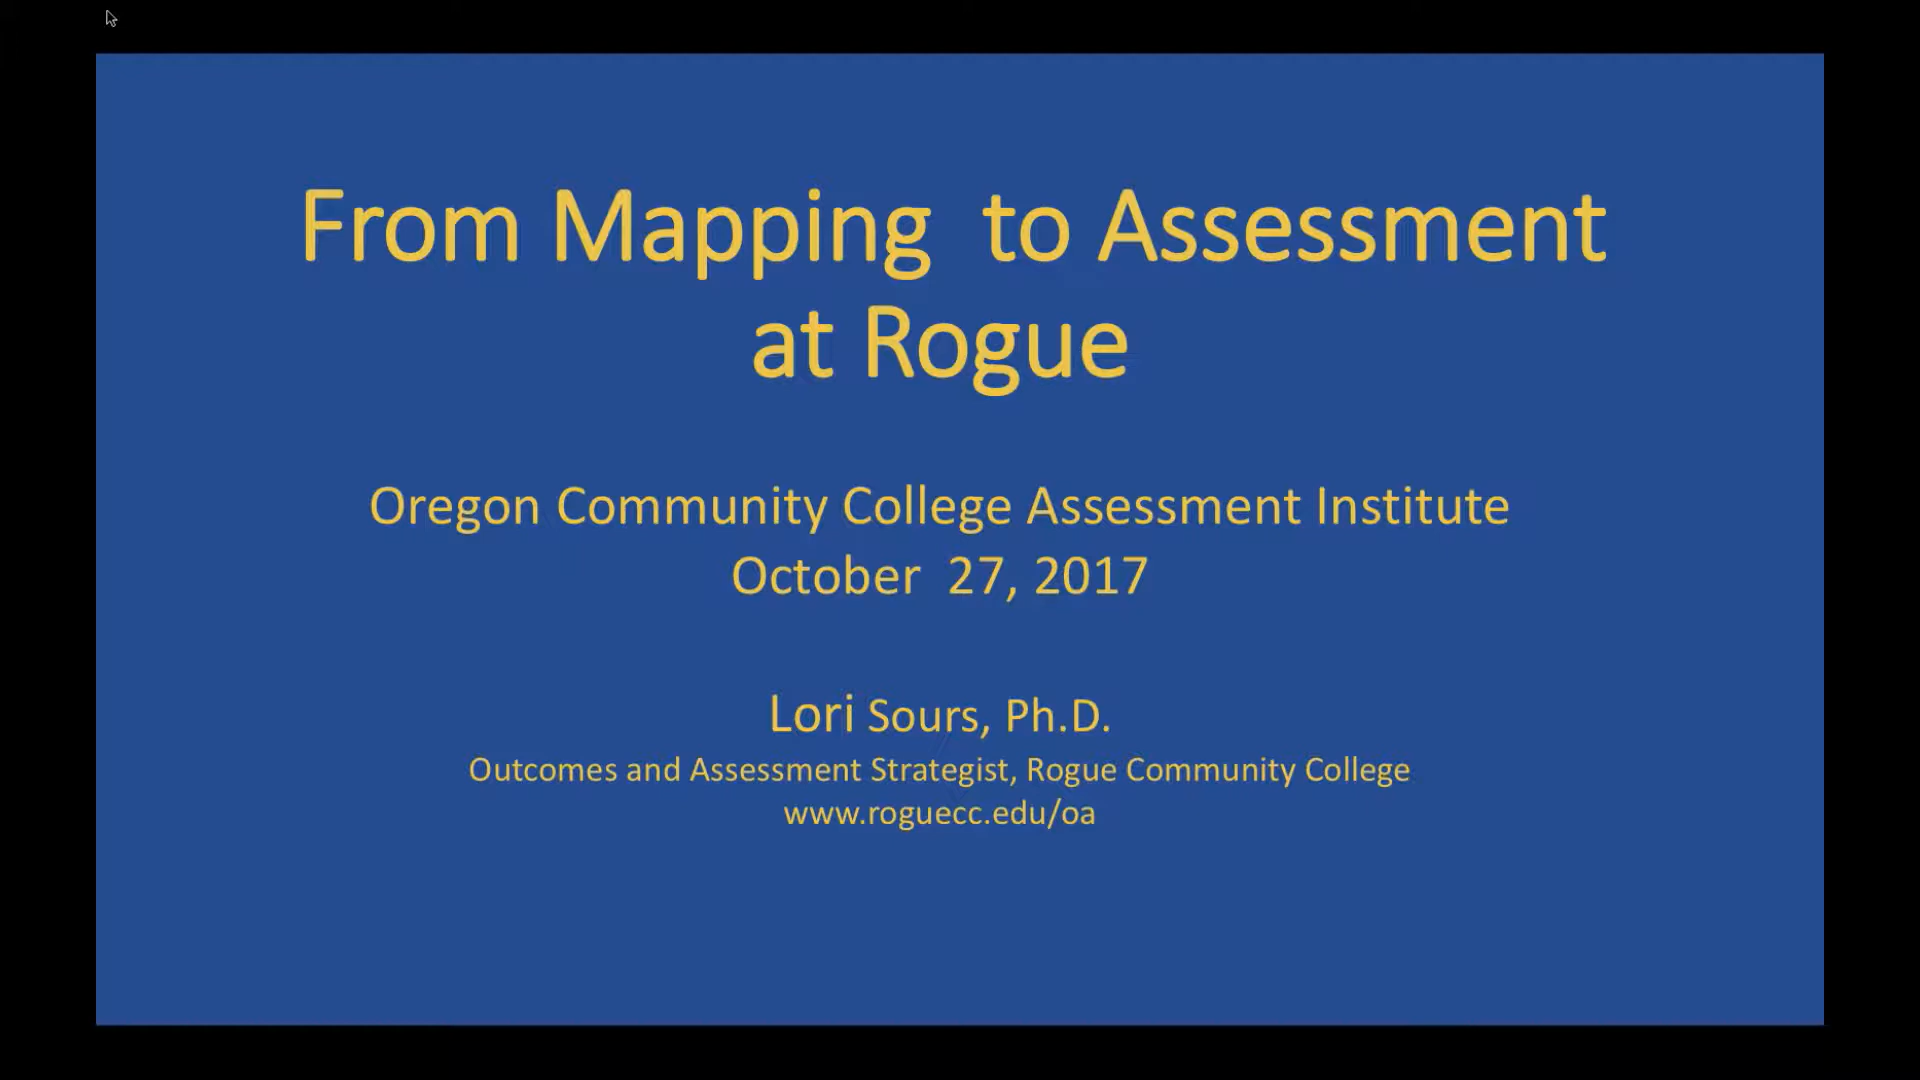 From Mapping  to Assessment
at Rogue
Oregon Community College Assessment Institute
October  27, 2017
Lori Sours, Ph.D.
Outcomes and Assessment Strategist, Rogue Community College
www.roguecc.edu/oa